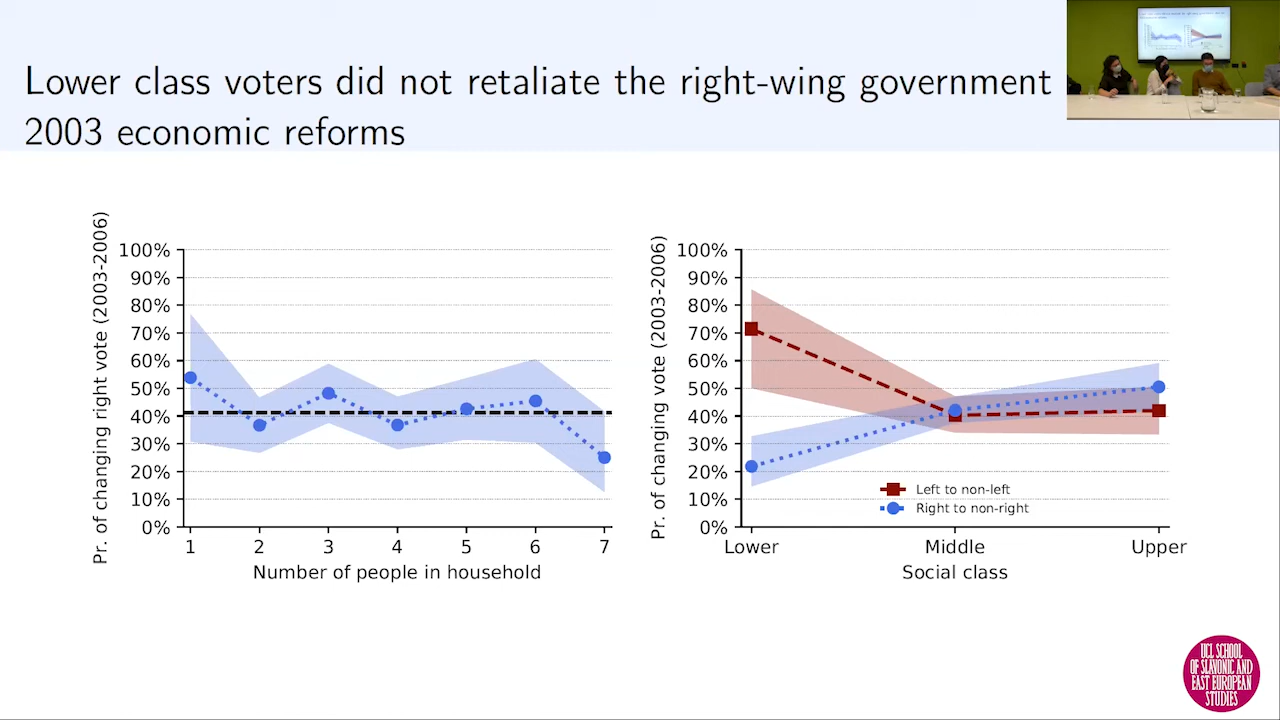 Lower class voters did not retaliate the right-wing government
2003 economic reforms
Pr. of changing right vote (2003-2006)
100%
90%
80%
70%
60%
50%
40%
30%
20%
10%
0%
1 2 3 4 5 6 7
Number of people in household
Pr. of changing vote (2003-2006)
100%
90%
80%
70%
60%
50%
40%
30%
20%
10%
0%
Left to non-left
Right to non-right
Lower Middle Upper
Social class
UCL SCHOOL
OF SLAVONIC AND
EAST EUROPEAN
STUDIES